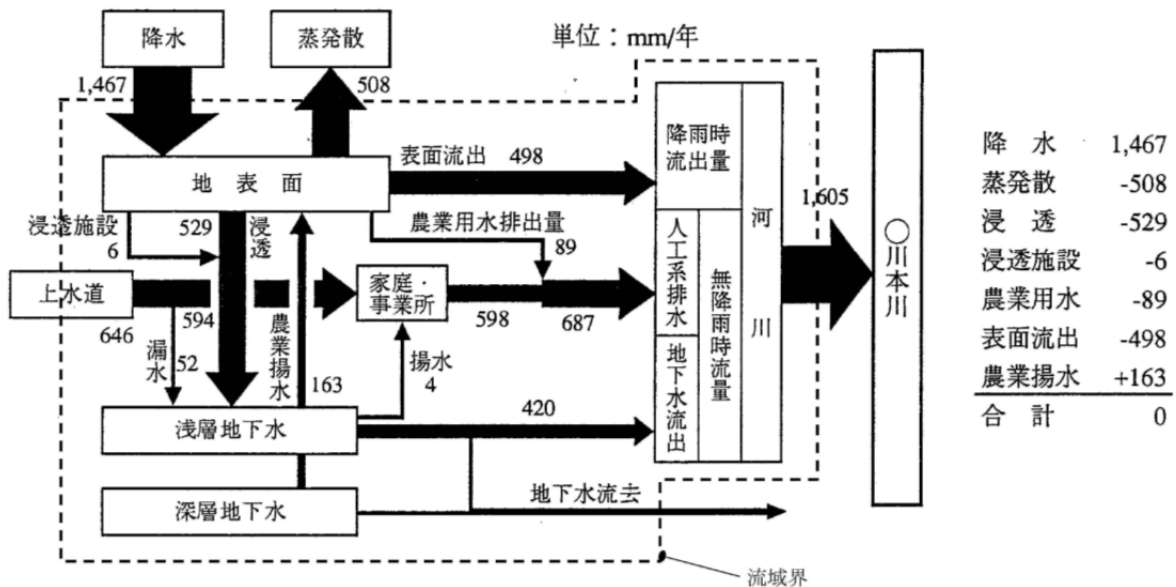 降水
蒸発散
単位：mm/年
1,467
508
地表面
表面流出 498
降雨時
流出量
河川
1,605
○川本川
浸透施設
6
529
浸透
農業用水排出量
89
人工系排水
無降雨時流量
上水道
646
594
家庭・
事業所
598
687
漏水
52
農業揚水
163
揚水
4
浅層地下水
420
地下水流出
深層地下水
地下水流去
流域界
降水 1,467
蒸発散 -508
浸透 -529
浸透施設 -6
農業用水 -89
表面流出 -498
農業揚水 +163
合計 0